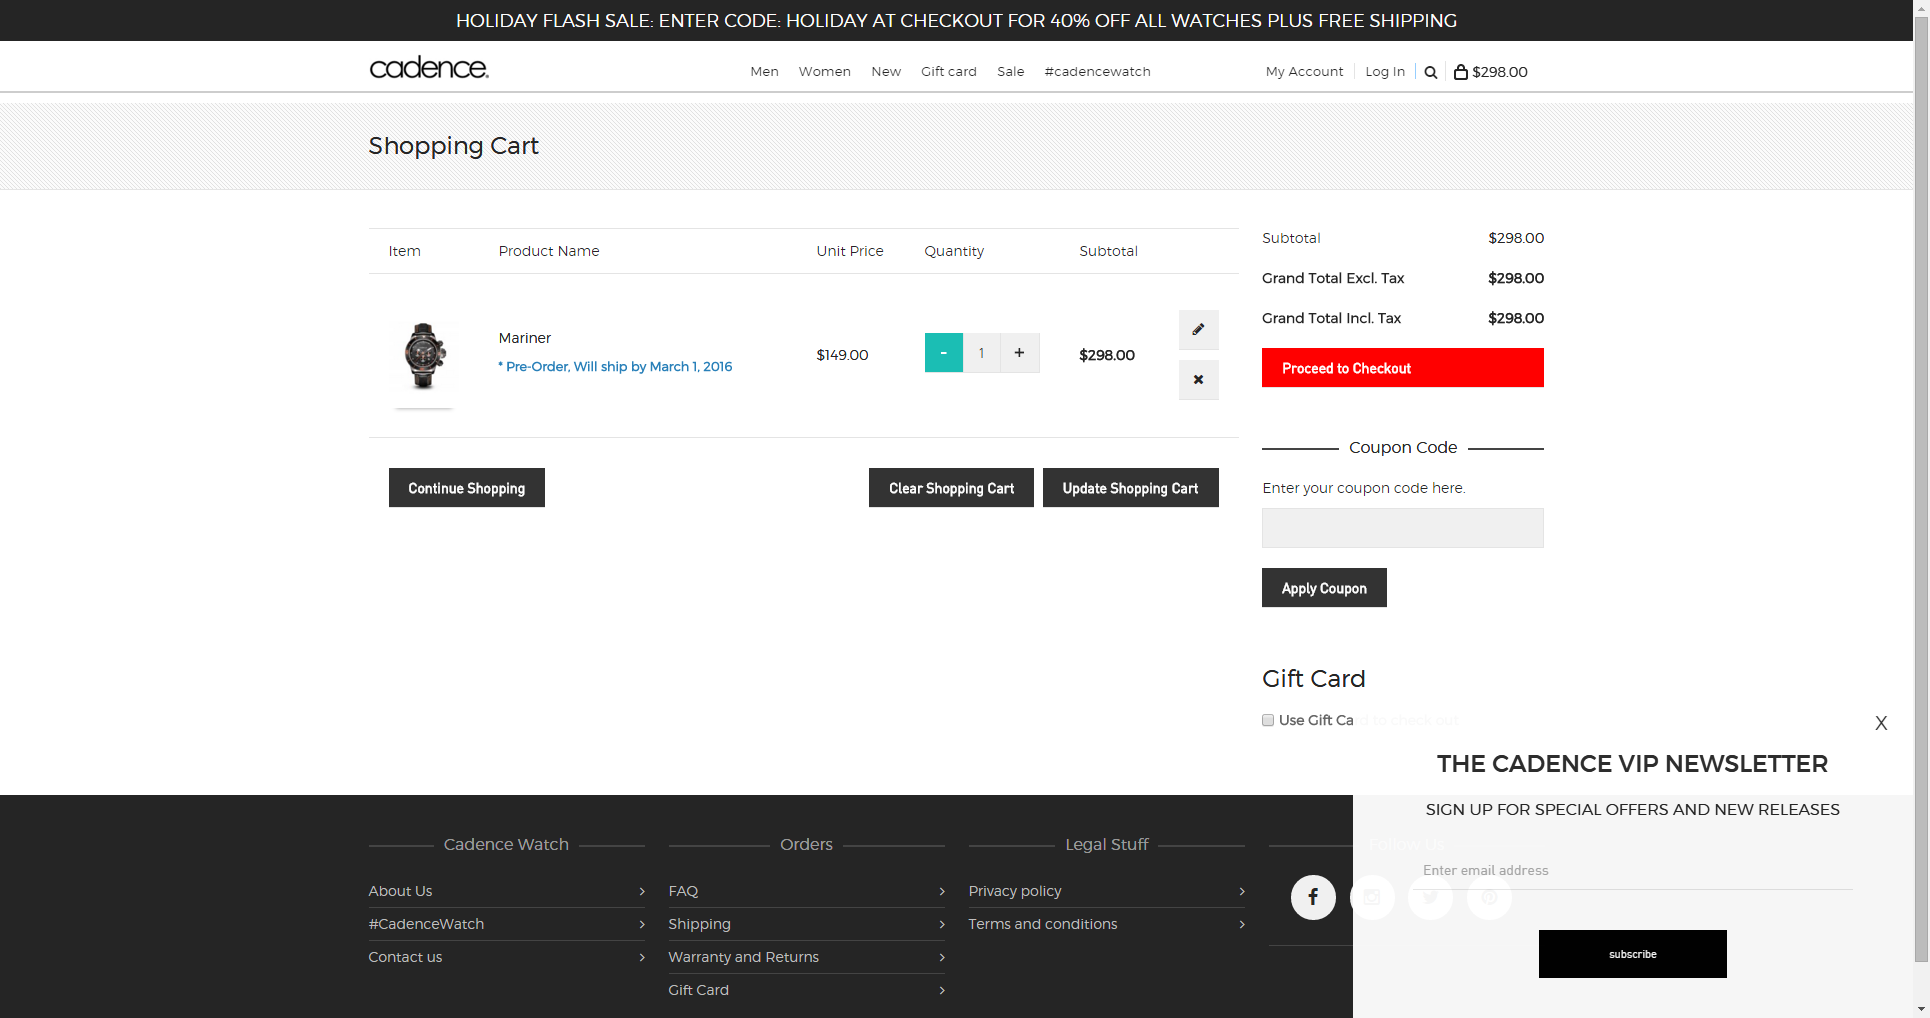 HOLIDAY FLASH SALE: ENTER CODE: HOLIDAY AT CHECKOUT FOR 40% OFF ALL WATCHES PLUS FREE SHIPPING
cadence.
Men Women New Gift card Sale #cadencewatch
My Account Log In $298.00
Shopping Cart
Item Product Name Unit Price Quantity Subtotal
Mariner
* Pre-Order, Will ship by March 1, 2016
$149.00 - 1 + $298.00
Continue Shopping Clear Shopping Cart Update Shopping Cart
Subtotal $298.00
Grand Total Excl. Tax $298.00
Grand Total Incl. Tax $298.00
Proceed to Checkout
Coupon Code
Enter your coupon code here.
Apply Coupon
Gift Card
Use Gift Card to check out
X
THE CADENCE VIP NEWSLETTER
SIGN UP FOR SPECIAL OFFERS AND NEW RELEASES
Enter email address
subscribe
Cadence Watch
About Us
#CadenceWatch
Contact us
Orders
FAQ
Shipping
Warranty and Returns
Gift Card
Legal Stuff
Privacy policy
Terms and conditions
Follow Us